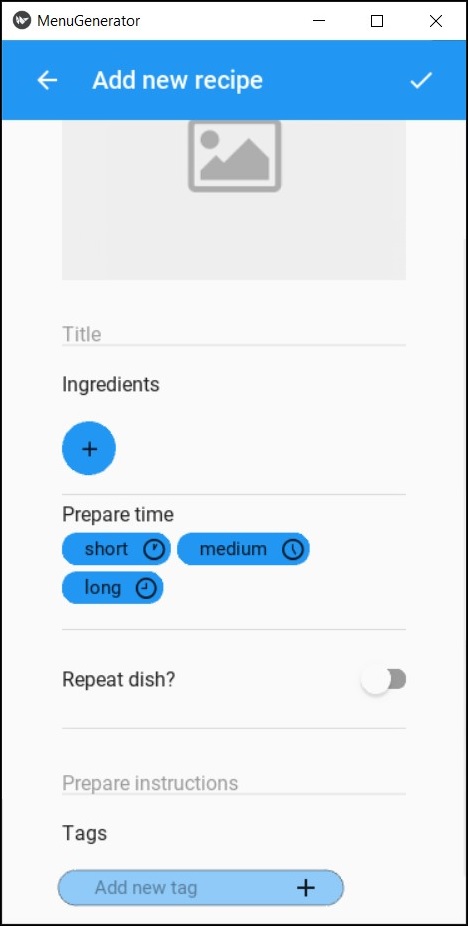 MenuGenerator
Add new recipe
Title
Ingredients
Prepare time
short medium
long
Repeat dish?
Prepare instructions
Tags
Add new tag